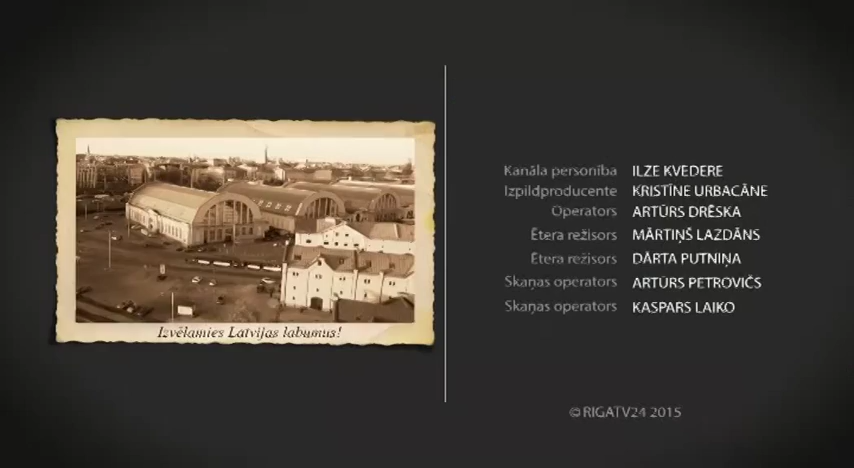 Izvēlamies Latvijas labumus!
Kanāla personība ILZE KVEDERE
Izpildproducente KRISTĪNE URBACĀNE
Operators ARTŪRS DRĒSKA
Ētera režisors MĀRTIŅŠ LAZDĀNS
Ētera režisors DĀRTA PUTNIŅA
Skaņas operators ARTŪRS PETROVIČS
Skaņas operators KASPARS LAIKO
© RIGATV24 2015